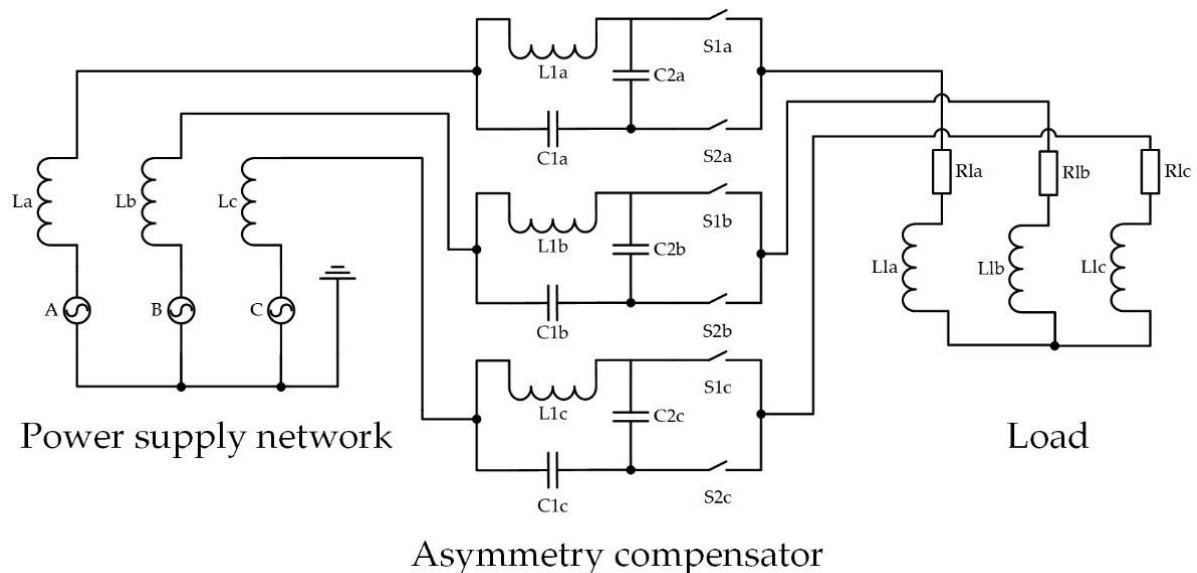 S1a
L1a
C2a
C1a
S2a
La
Lb
Lc
Rla
Rlb
Rlc
S1b
L1b
C2b
Lla
Llb
Llc
A
B
C
C1b
S2b
S1c
L1c
C2c
Power supply network
Load
C1c
S2c
Asymmetry compensator